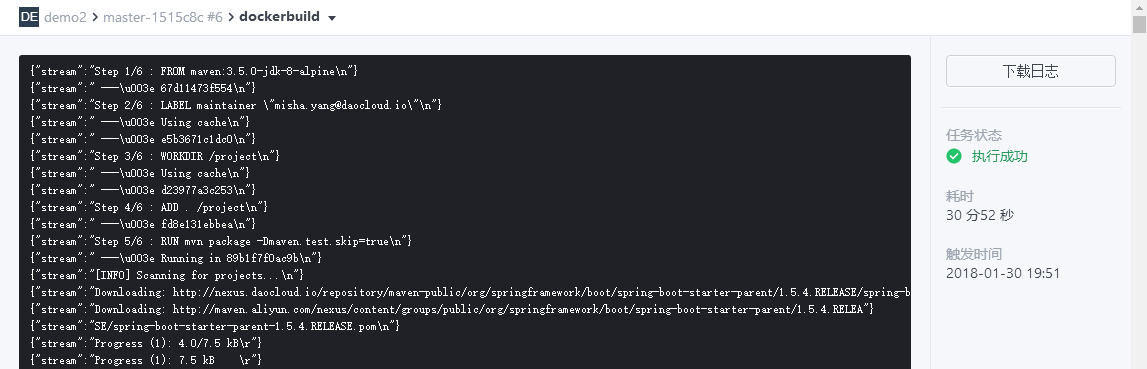 DE demo2 > master-1515c8c #6 > dockerbuild
{"stream":"Step 1/6 : FROM maven:3.5.0-jdk-8-alpine\n"}
{"stream":" ---\u003e 67d11473f554\n"}
{"stream":"Step 2/6 : LABEL maintainer \"misha.yang@daocloud.io\"\n"}
{"stream":" ---\u003e Using cache\n"}
{"stream":" ---\u003e e5b3671c1dc0\n"}
{"stream":"Step 3/6 : WORKDIR /project\n"}
{"stream":" ---\u003e Using cache\n"}
{"stream":" ---\u003e d23977a3c253\n"}
{"stream":"Step 4/6 : ADD . /project\n"}
{"stream":" ---\u003e fd8e131ebbea\n"}
{"stream":"Step 5/6 : RUN mvn package -Dmaven.test.skip=true\n"}
{"stream":" ---\u003e Running in 89b1f7f0ac9b\n"}
{"stream":"[INFO] Scanning for projects...\n"}
{"stream":"Downloading: http://nexus.daocloud.io/repository/maven-public/org/springframework/boot/spring-boot-starter-parent/1.5.4.RELEASE/spring-b
{"stream":"Downloading: http://maven.aliyun.com/nexus/content/groups/public/org/springframework/boot/spring-boot-starter-parent/1.5.4.RELEA"}
{"stream":"SE/spring-boot-starter-parent-1.5.4.RELEASE.pom\n"}
{"stream":"Progress (1): 4.0/7.5 kB\r"}
{"stream":"Progress (1): 7.5 kB    \r"}
下载日志
任务状态
执行成功
耗时
30 分52 秒
触发时间
2018-01-30 19:51